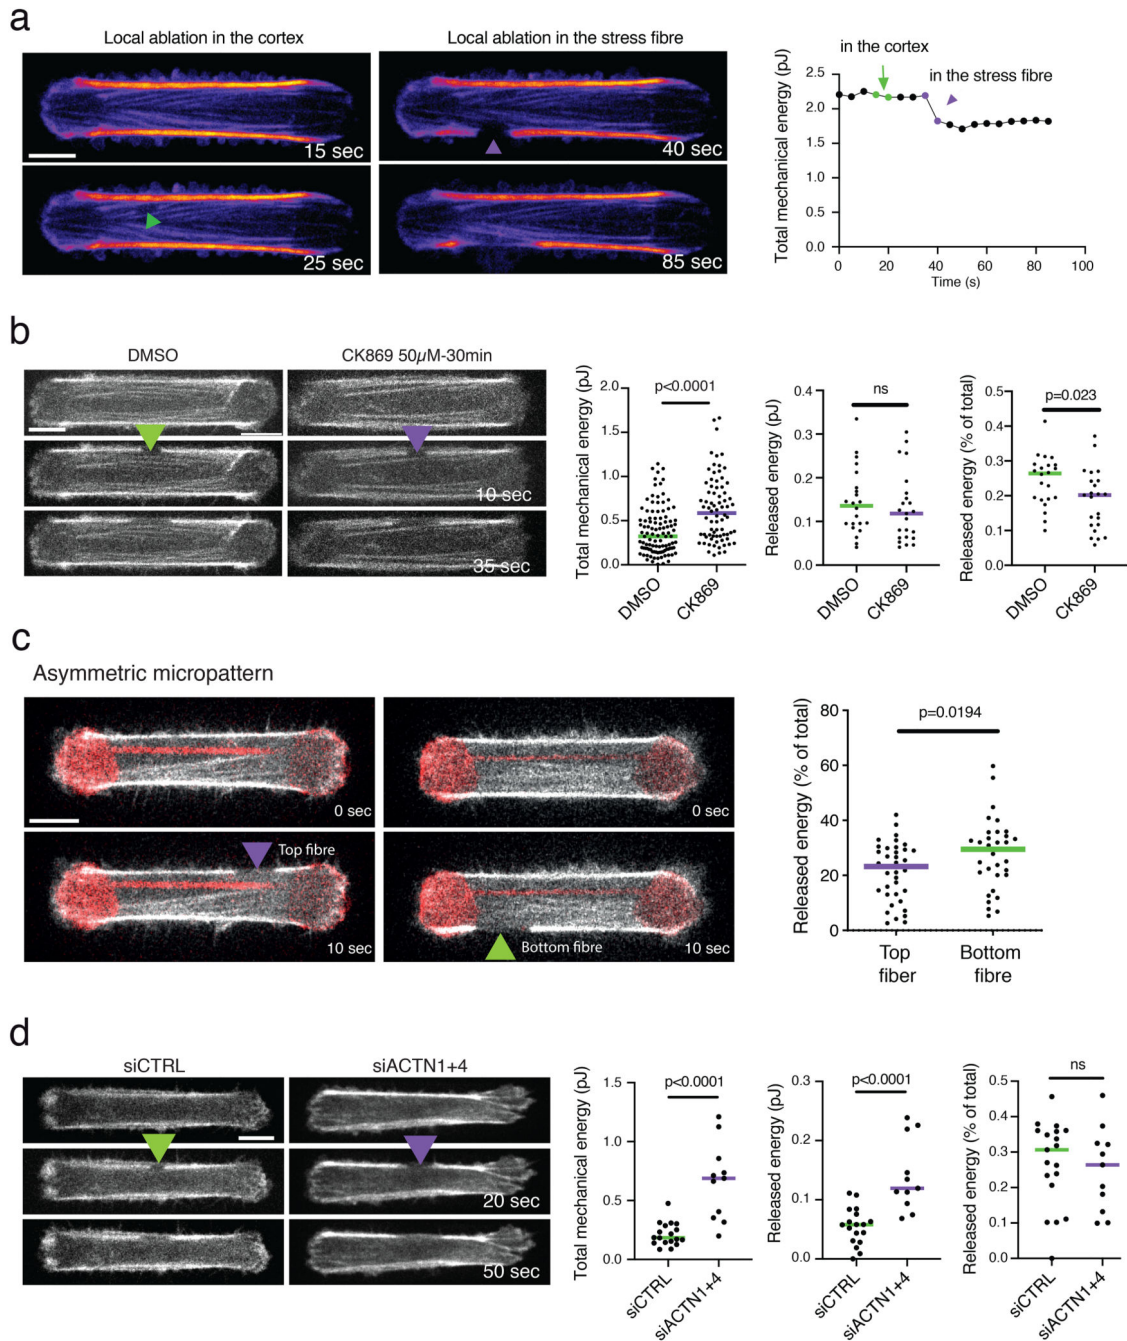 a
Local ablation in the cortex
Local ablation in the stress fibre
15 sec
40 sec
25 sec
85 sec
in the cortex
in the stress fibre
Total mechanical energy (pJ)
2.5
2.0
1.5
1.0
0.5
0.0
0 20 40 60 80 100
Time (s)
b
DMSO
CK869 50µM-30min
10 sec
35 sec
Total mechanical energy (pJ)
2.0
1.5
1.0
0.5
0.0
p<0.0001
DMSO
CK869
Released energy (pJ)
0.4
0.3
0.2
0.1
0.0
ns
DMSO
CK869
Released energy (% of total)
0.5
0.4
0.3
0.2
0.1
0.0
p=0.023
DMSO
CK869
c
Asymmetric micropattern
0 sec
0 sec
Top fibre
10 sec
Bottom fibre
10 sec
Released energy (% of total)
80
60
40
20
0
p=0.0194
Top
fiber
Bottom
fibre
d
siCTRL
siACTN1+4
20 sec
50 sec
Total mechanical energy (pJ)
1.5
1.0
0.5
0.0
p<0.0001
siCTRL
siACTN1+4
Released energy (pJ)
0.3
0.2
0.1
0.0
p<0.0001
siCTRL
siACTN1+4
Released energy (% of total)
0.5
0.4
0.3
0.2
0.1
0.0
ns
siCTRL
siACTN1+4